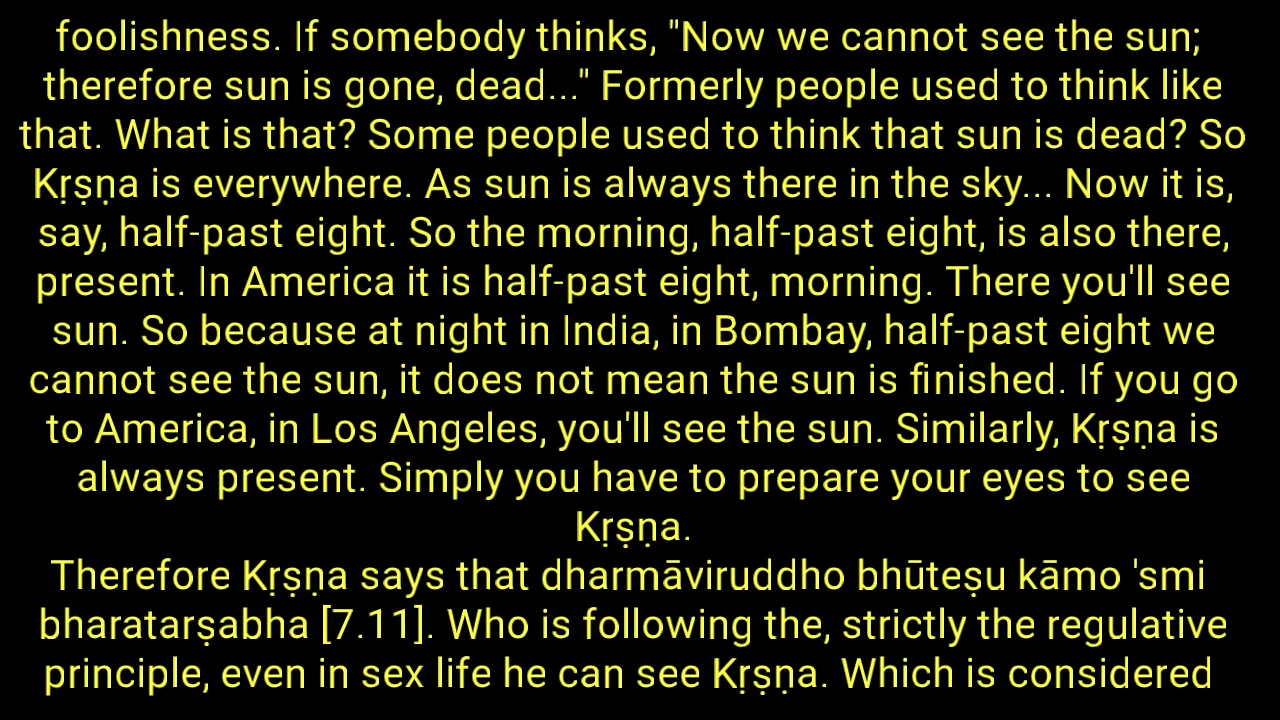 foolishness. If somebody thinks, "Now we cannot see the sun;
therefore sun is gone, dead..." Formerly people used to think like
that. What is that? Some people used to think that sun is dead? So
Kṛṣṇa is everywhere. As sun is always there in the sky... Now it is,
say, half-past eight. So the morning, half-past eight, is also there,
present. In America it is half-past eight, morning. There you'll see
sun. So because at night in India, in Bombay, half-past eight we
cannot see the sun, it does not mean the sun is finished. If you go
to America, in Los Angeles, you'll see the sun. Similarly, Kṛṣṇa is
always present. Simply you have to prepare your eyes to see
Kṛṣṇa.
Therefore Kṛṣṇa says that dharmāviruddho bhūteṣu kāmo 'smi
bharatarṣabha [7.11]. Who is following the, strictly the regulative
principle, even in sex life he can see Kṛṣṇa. Which is considered